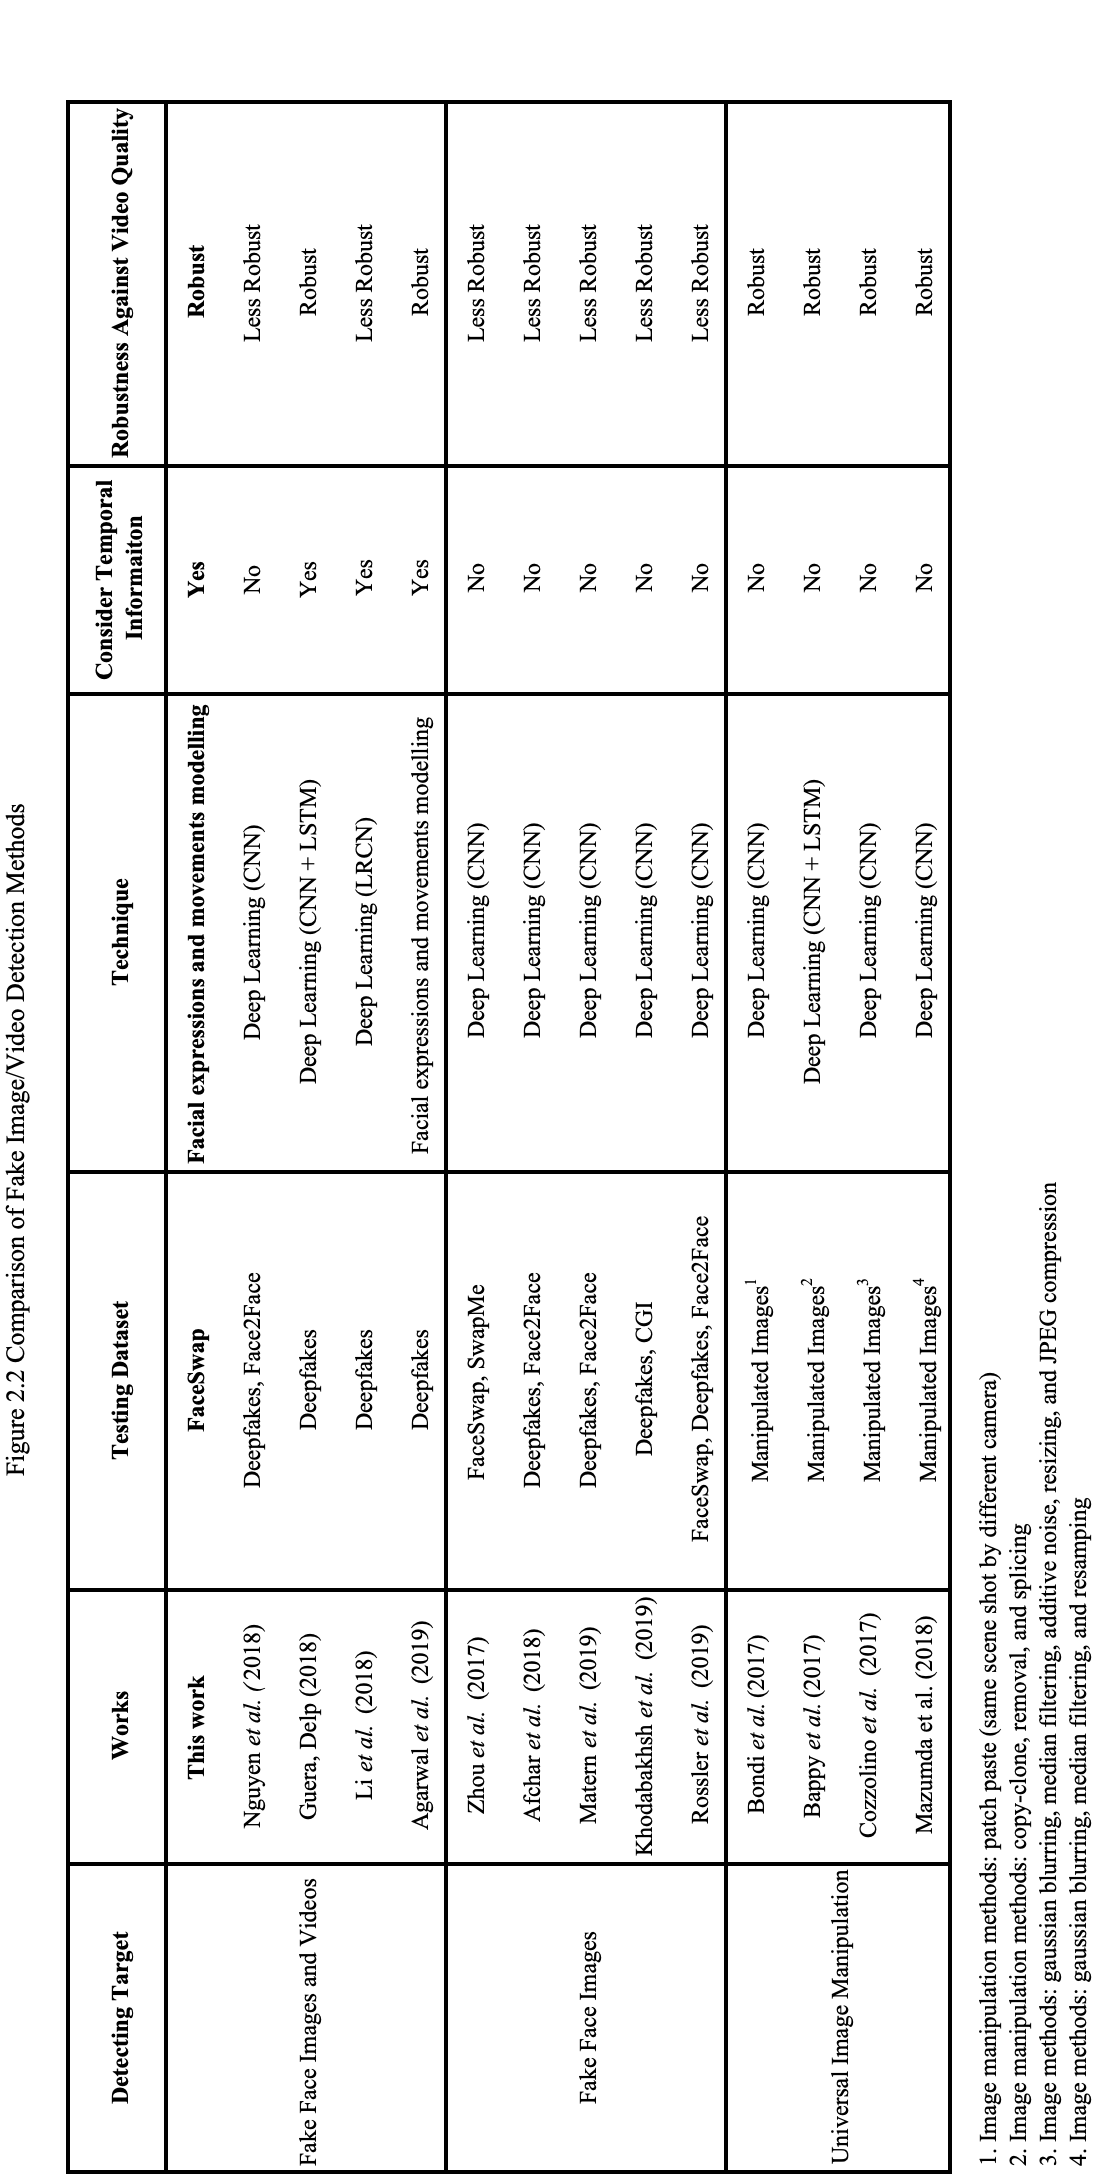 Figure 2.2 Comparison of Fake Image/Video Detection Methods
Detecting Target Works Testing Dataset Technique Consider Temporal Informaiton Robustness Against Video Quality
Fake Face Images and Videos
This work FaceSwap Facial expressions and movements modelling Yes Robust
Nguyen et al. (2018) Deepfakes, Face2Face Deep Learning (CNN) No Less Robust
Guera, Delp (2018) Deepfakes Deep Learning (CNN + LSTM) Yes Robust
Li et al. (2018) Deepfakes Deep Learning (LRCN) Yes Less Robust
Agarwal et al. (2019) Deepfakes Facial expressions and movements modelling Yes Robust
Fake Face Images
Zhou et al. (2017) FaceSwap, SwapMe Deep Learning (CNN) No Less Robust
Afchar et al. (2018) Deepfakes, Face2Face Deep Learning (CNN) No Less Robust
Matern et al. (2019) Deepfakes, Face2Face Deep Learning (CNN) No Less Robust
Khodabakhsh et al. (2019) Deepfakes, CGI Deep Learning (CNN) No Less Robust
Rossler et al. (2019) FaceSwap, Deepfakes, Face2Face Deep Learning (CNN) No Less Robust
Universal Image Manipulation
Bondi et al. (2017) Manipulated Images¹ Deep Learning (CNN) No Robust
Bappy et al. (2017) Manipulated Images² Deep Learning (CNN + LSTM) No Robust
Cozzolino et al. (2017) Manipulated Images³ Deep Learning (CNN) No Robust
Mazumda et al. (2018) Manipulated Images⁴ Deep Learning (CNN) No Robust
1. Image manipulation methods: patch paste (same scene shot by different camera)
2. Image manipulation methods: copy-clone, removal, and splicing
3. Image methods: gaussian blurring, median filtering, additive noise, resizing, and JPEG compression
4. Image methods: gaussian blurring, median filtering, and resamping